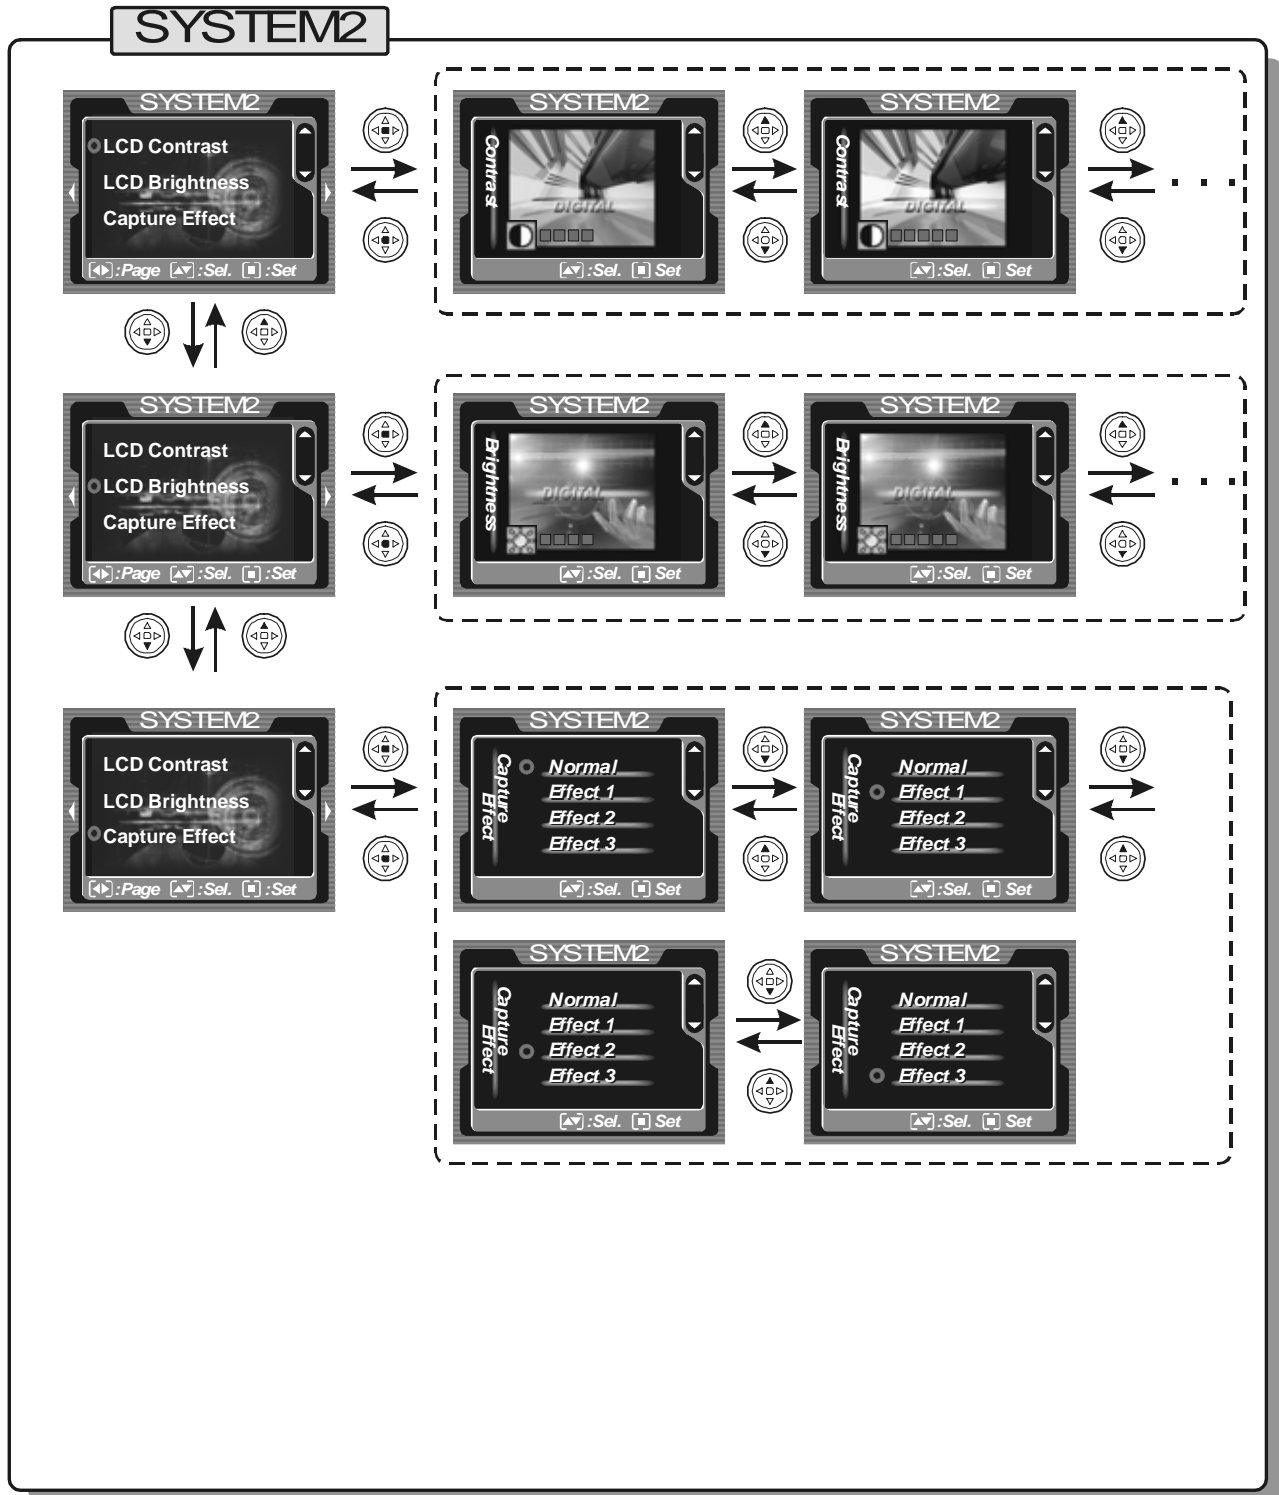 SYSTEM2
SYSTEM2
LCD Contrast
LCD Brightness
Capture Effect
:Page :Sel. :Set
SYSTEM2
Contrast
DIGITAL
:Sel. Set
SYSTEM2
Contrast
DIGITAL
:Sel. Set
. . .
SYSTEM2
LCD Contrast
LCD Brightness
Capture Effect
:Page :Sel. :Set
SYSTEM2
Brightness
DIGITAL
:Sel. Set
SYSTEM2
Brightness
DIGITAL
:Sel. Set
. . .
SYSTEM2
LCD Contrast
LCD Brightness
Capture Effect
:Page :Sel. :Set
SYSTEM2
Capture
Effect
Normal
Effect 1
Effect 2
Effect 3
:Sel. Set
SYSTEM2
Capture
Effect
Normal
Effect 1
Effect 2
Effect 3
:Sel. Set
SYSTEM2
Capture
Effect
Normal
Effect 1
Effect 2
Effect 3
:Sel. Set
SYSTEM2
Capture
Effect
Normal
Effect 1
Effect 2
Effect 3
:Sel. Set